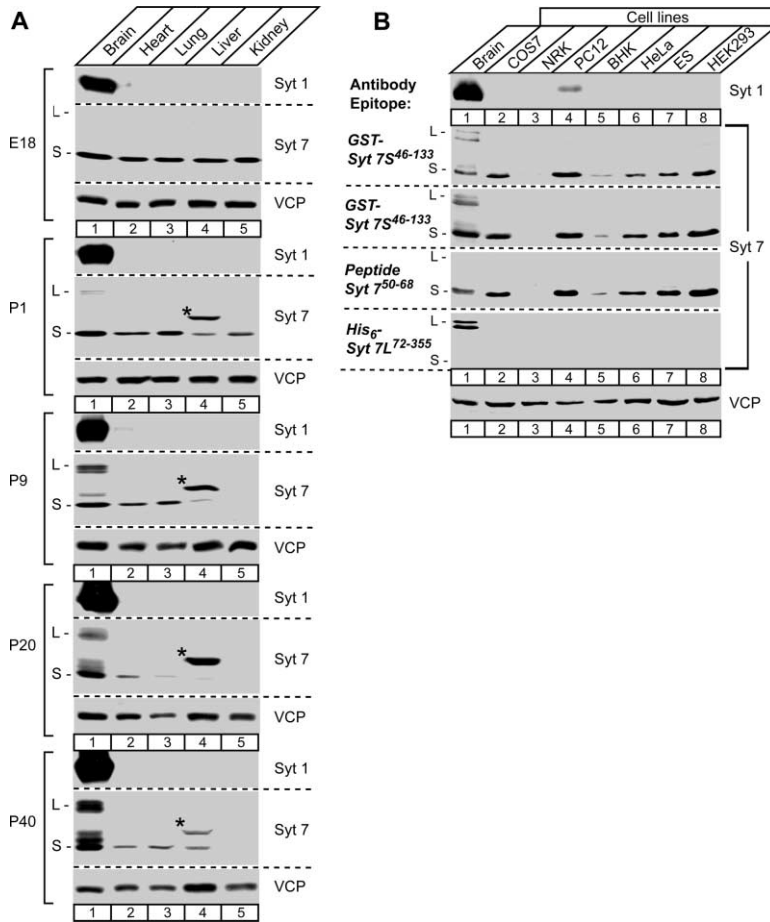 A
Brain
Heart
Lung
Liver
Kidney
E18
Syt 1
L -
Syt 7
S -
VCP
1 2 3 4 5
P1
Syt 1
L -
*
Syt 7
S -
VCP
1 2 3 4 5
P9
Syt 1
L -
*
Syt 7
S -
VCP
1 2 3 4 5
P20
Syt 1
L -
*
Syt 7
S -
VCP
1 2 3 4 5
P40
Syt 1
L -
*
Syt 7
S -
VCP
1 2 3 4 5
B
Cell lines
Brain
COS7
NRK
PC12
BHK
HeLa
ES
HEK293
Antibody
Epitope:
Syt 1
1 2 3 4 5 6 7 8
GST-
Syt 7S46-133
L -
S -
GST-
Syt 7S46-133
L -
S -
Syt 7
Peptide
Syt 750-68
L -
S -
His6-
Syt 7L72-355
L -
S -
1 2 3 4 5 6 7 8
VCP
1 2 3 4 5 6 7 8